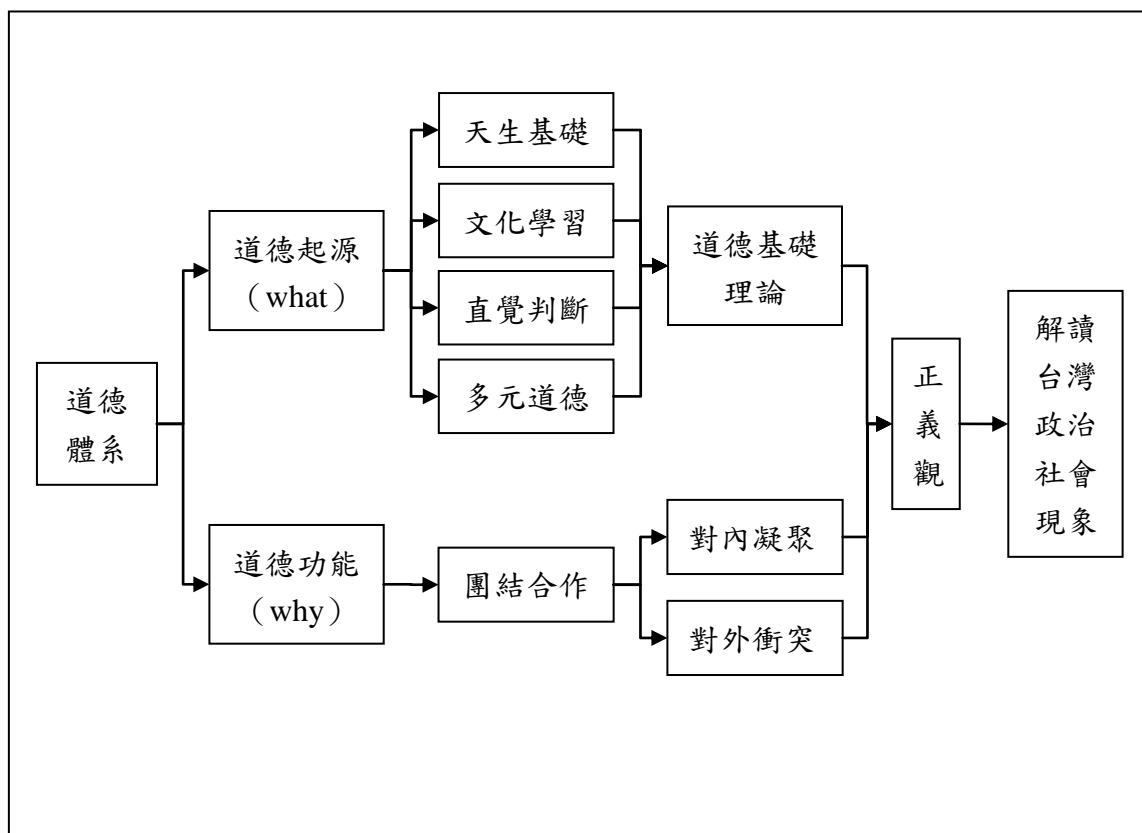 道德
體系
道德起源
（what）
道德功能
（why）
天生基礎
文化學習
直覺判斷
多元道德
團結合作
道德基礎
理論
對內凝聚
對外衝突
正
義
觀
解讀
台灣
政治
社會
現象